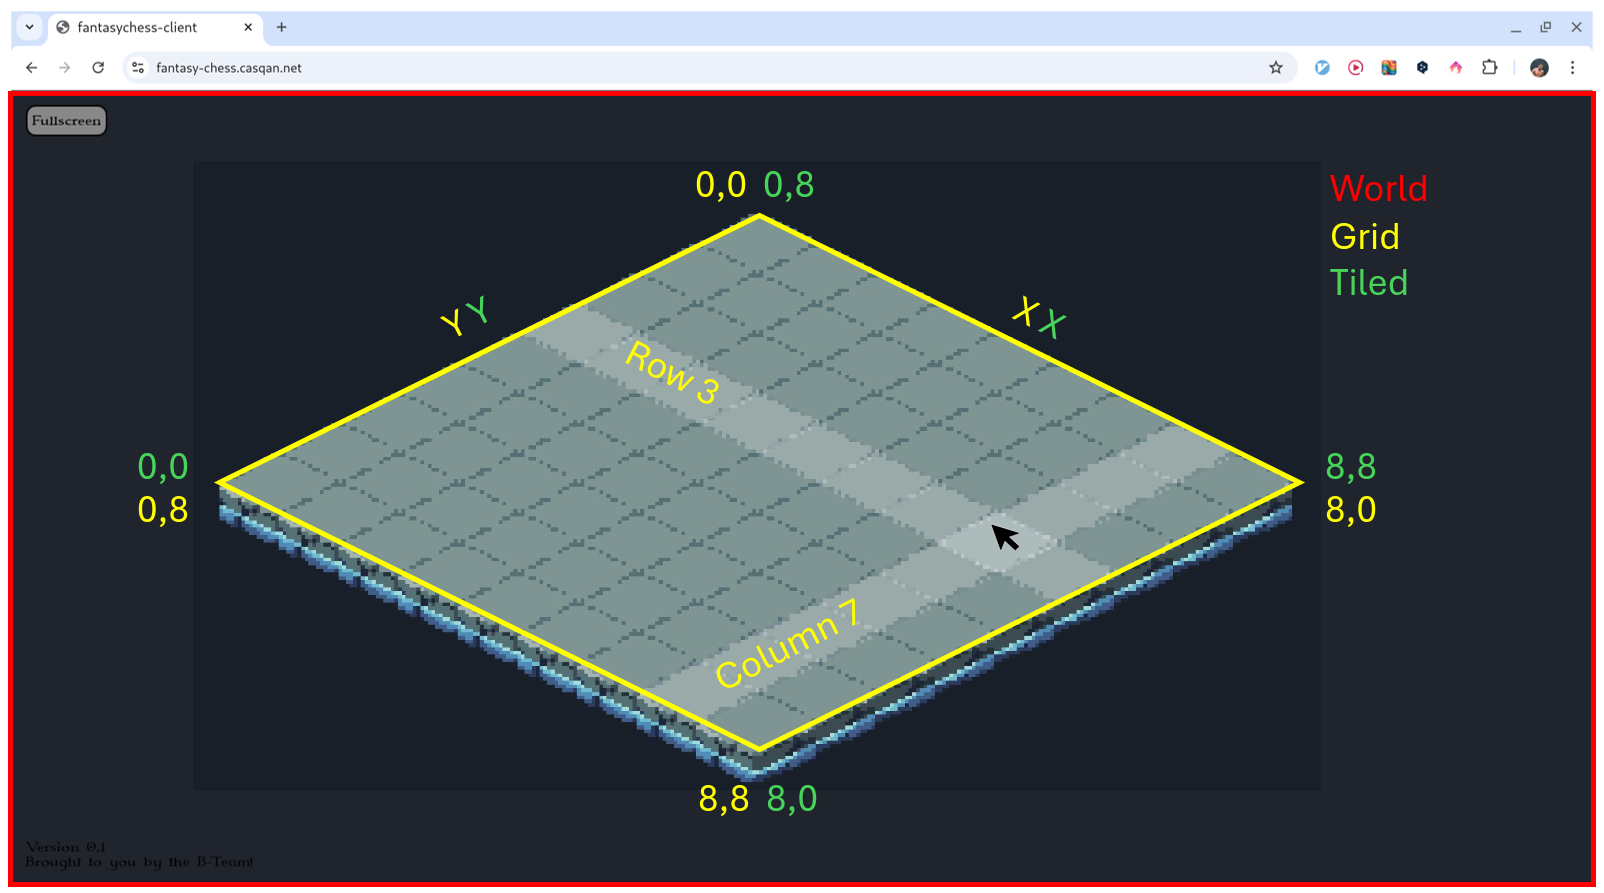 fantasychess-client
fantasy-chess.casqan.net
Fullscreen
0,0 0,8
World
Grid
Tiled
Y Y
X X
Row 3
0,0
8,8
0,8
8,0
Column 7
8,8 8,0
Version 0.1
Brought to you by the B-Team!